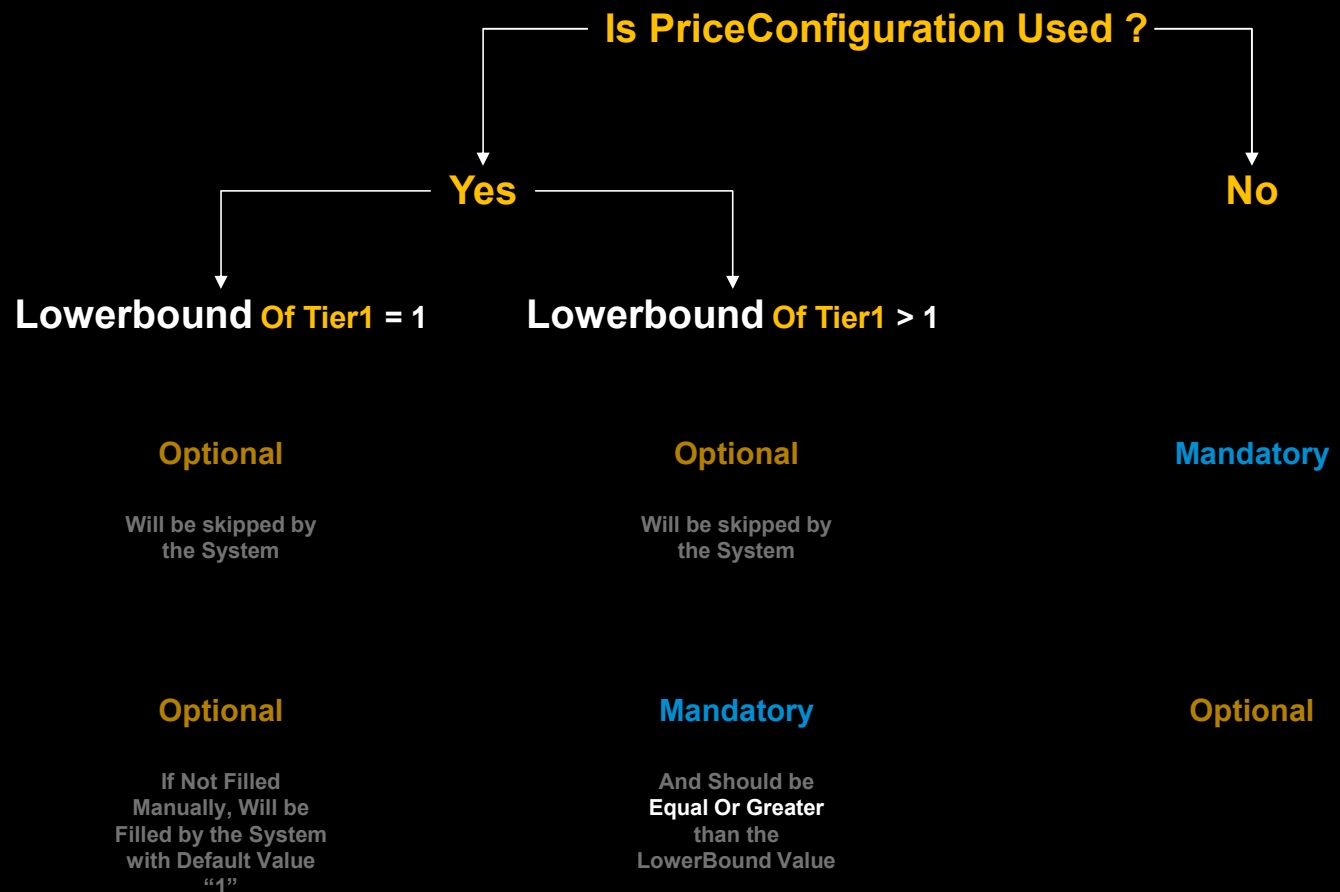 Is PriceConfiguration Used ?
Yes
No
Lowerbound Of Tier1 = 1
Lowerbound Of Tier1 > 1
Optional
Optional
Mandatory
Will be skipped by
the System
Will be skipped by
the System
Optional
Mandatory
Optional
If Not Filled
Manually, Will be
Filled by the System
with Default Value
“1”
And Should be
Equal Or Greater
than the
LowerBound Value